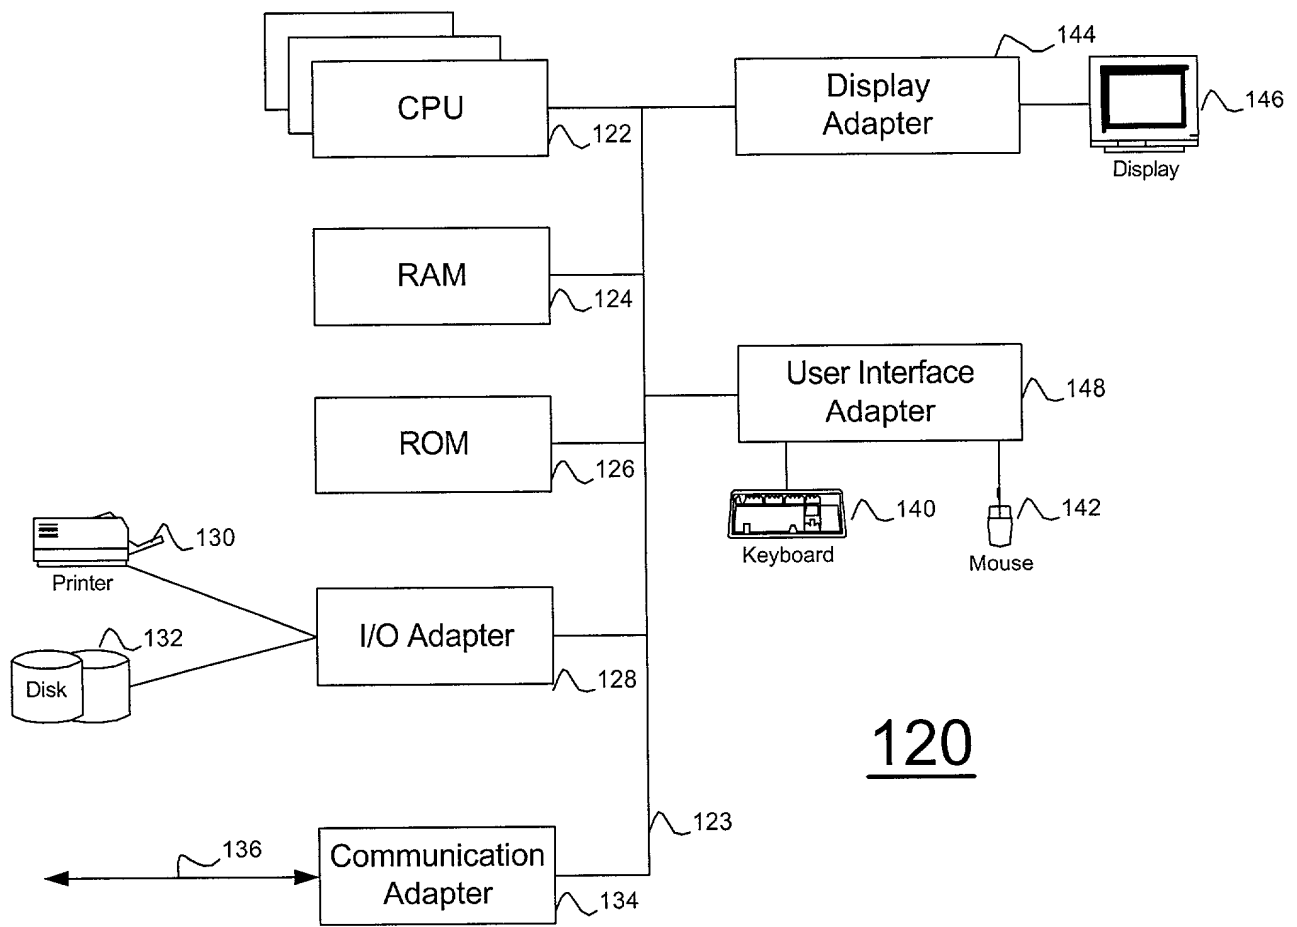 144
CPU
Display
Adapter
146
122
Display
RAM
124
User Interface
Adapter
148
ROM
126
140
142
130
Keyboard
Mouse
Printer
I/O Adapter
132
Disk
128
120
123
136
Communication
Adapter
134